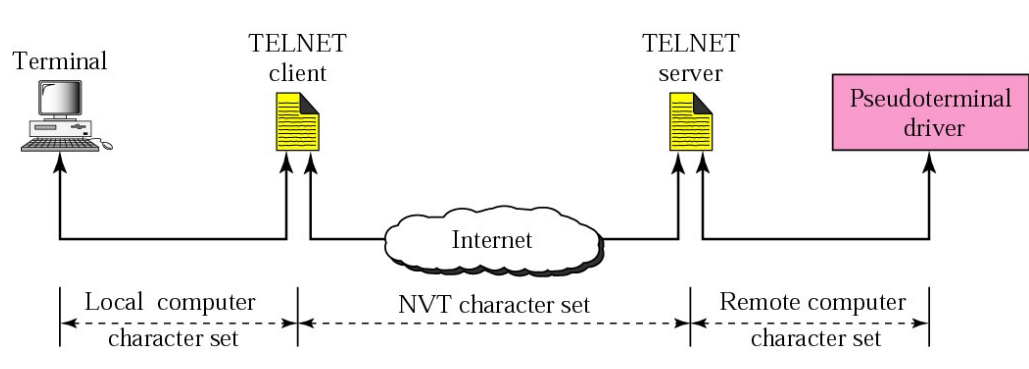 Terminal
TELNET
client
TELNET
server
Pseudoterminal
driver
Internet
Local computer
character set
NVT character set
Remote computer
character set